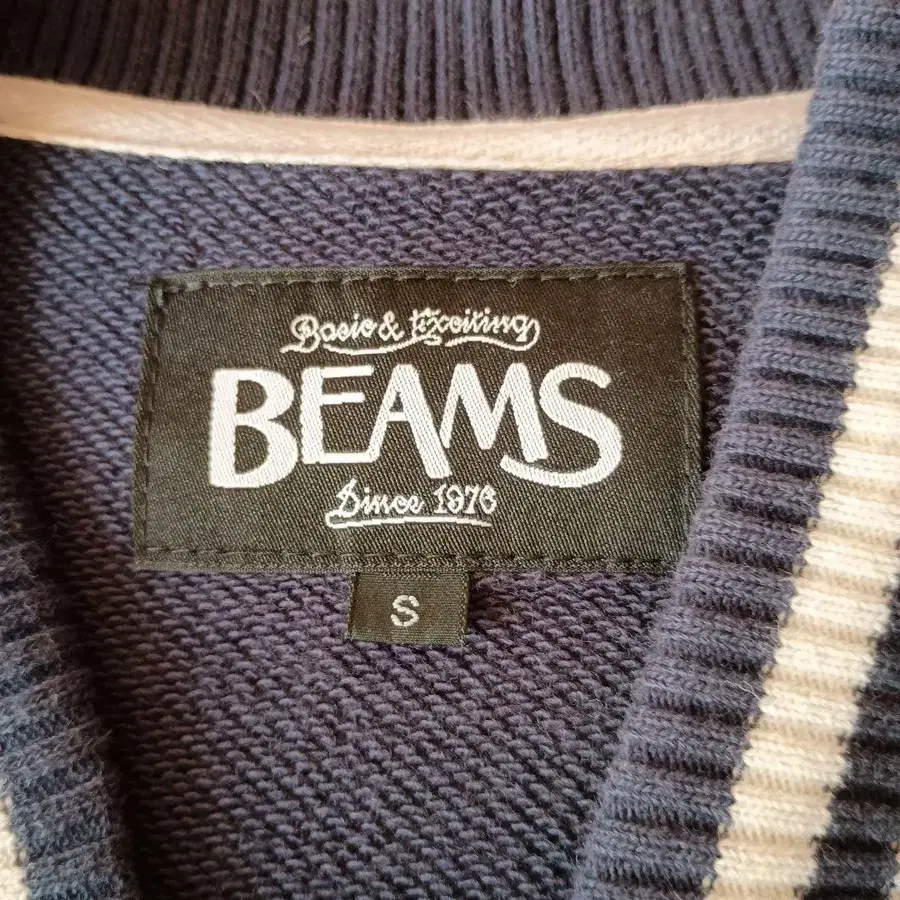 Basic & Exciting
BEAMS
Since 1976
S